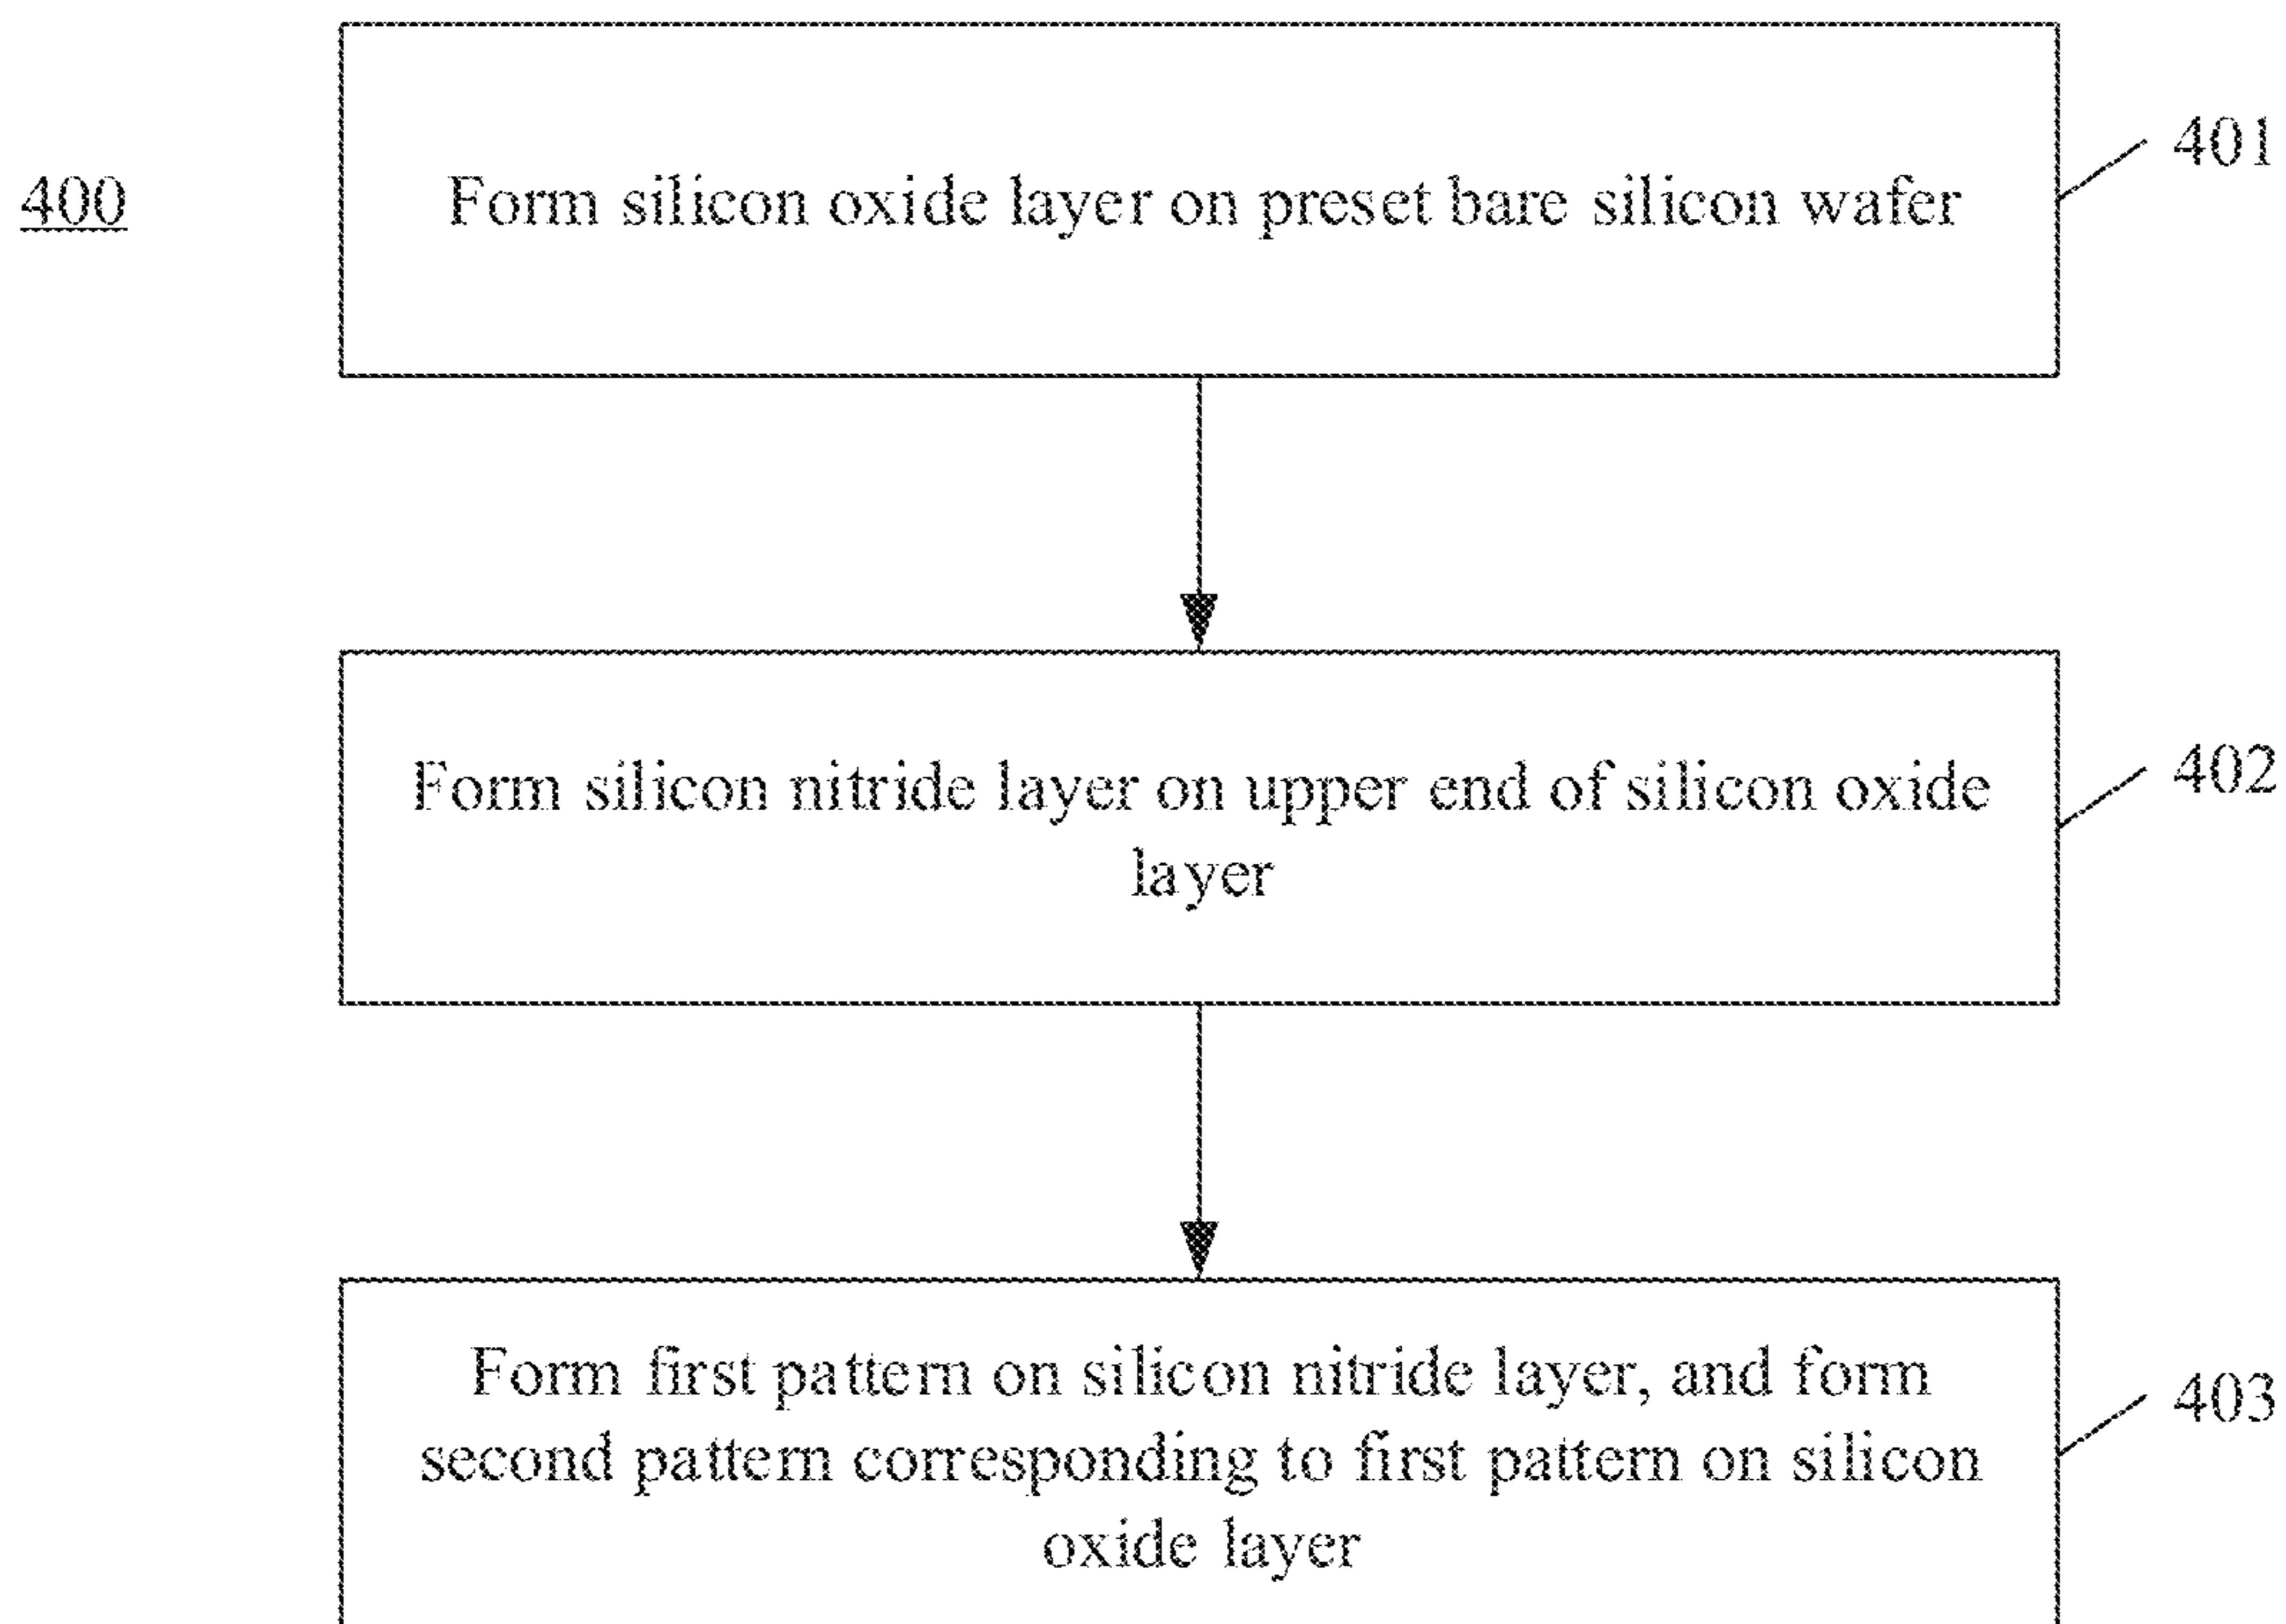 400
Form silicon oxide layer on preset bare silicon wafer
401
Form silicon nitride layer on upper end of silicon oxide
layer
402
Form first pattern on silicon nitride layer, and form
second pattern corresponding to first pattern on silicon
oxide layer
403